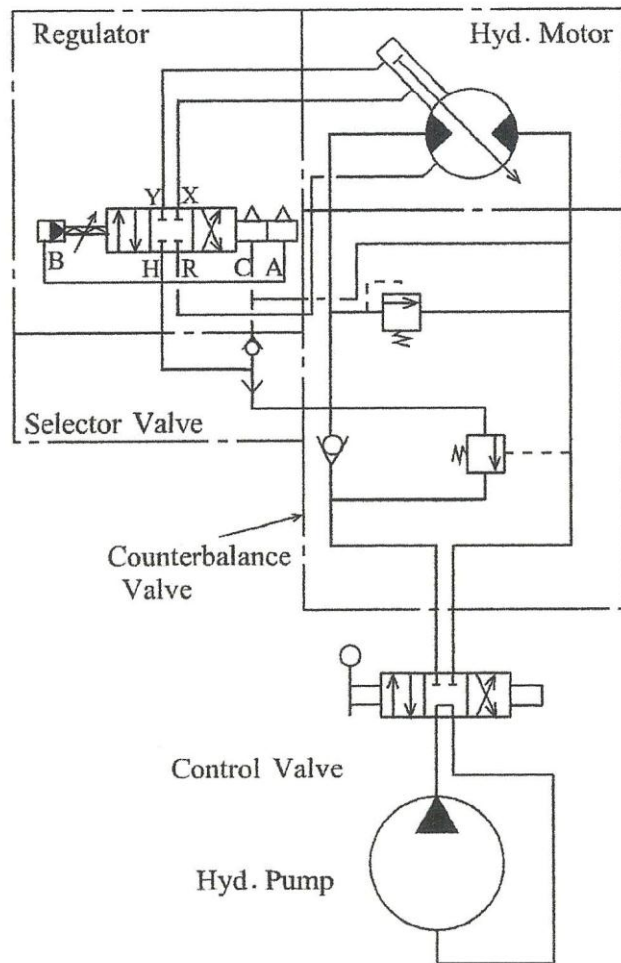 Regulator
Hyd. Motor
Y X
B H R C A
Selector Valve
Counterbalance
Valve
Control Valve
Hyd. Pump